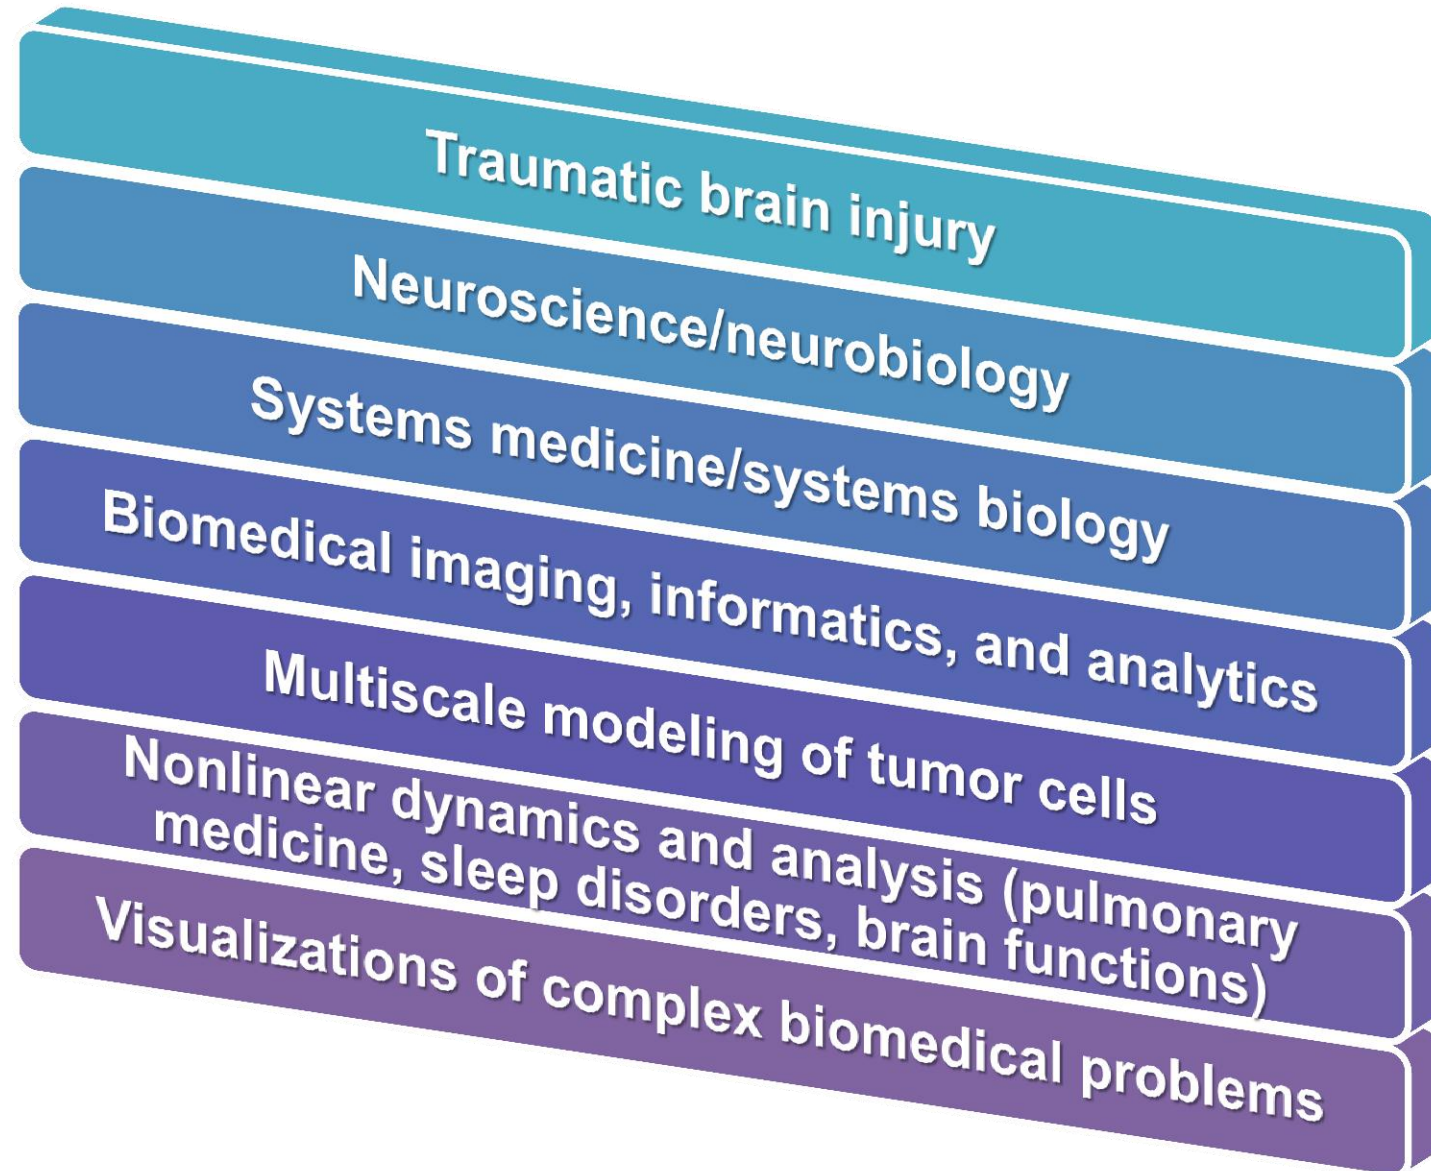 Traumatic brain injury
Neuroscience/neurobiology
Systems medicine/systems biology
Biomedical imaging, informatics, and analytics
Multiscale modeling of tumor cells
Nonlinear dynamics and analysis (pulmonary
medicine, sleep disorders, brain functions)
Visualizations of complex biomedical problems